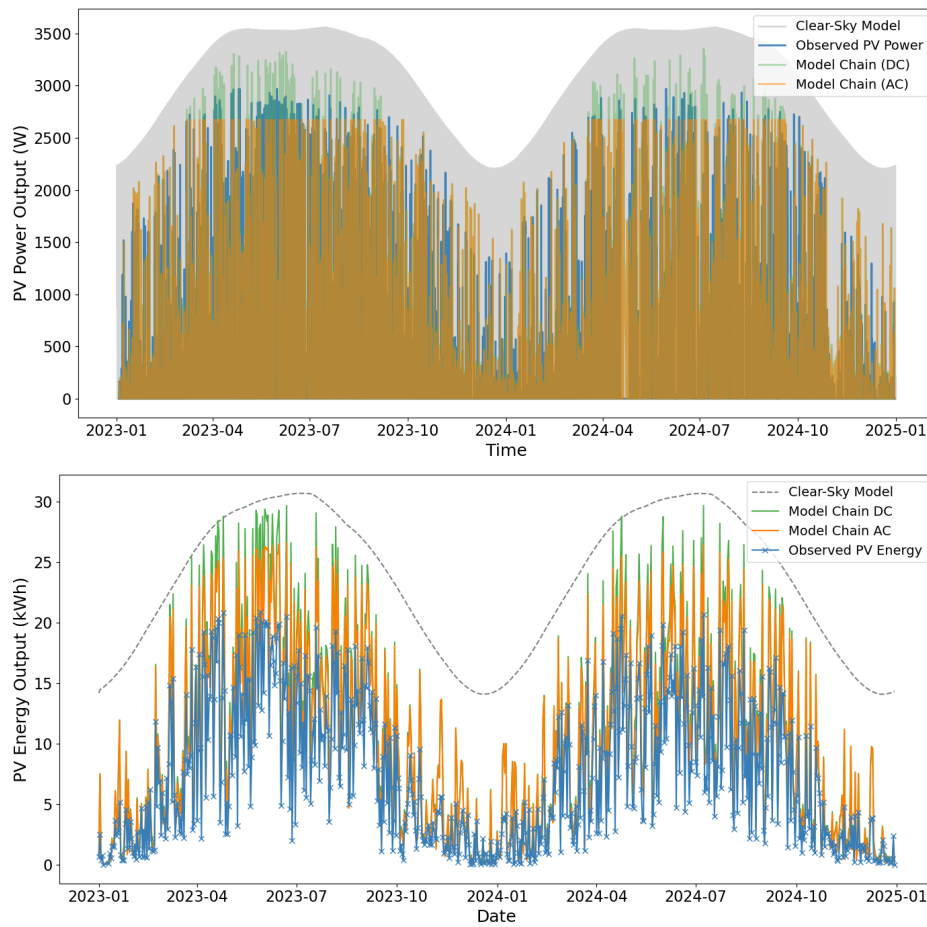 Clear-Sky Model
Observed PV Power
Model Chain (DC)
Model Chain (AC)
PV Power Output (W)
3500
3000
2500
2000
1500
1000
500
0
2023-01 2023-04 2023-07 2023-10 2024-01 2024-04 2024-07 2024-10 2025-01
Time
Clear-Sky Model
Model Chain DC
Model Chain AC
Observed PV Energy
PV Energy Output (kWh)
30
25
20
15
10
5
0
2023-01 2023-04 2023-07 2023-10 2024-01 2024-04 2024-07 2024-10 2025-01
Date